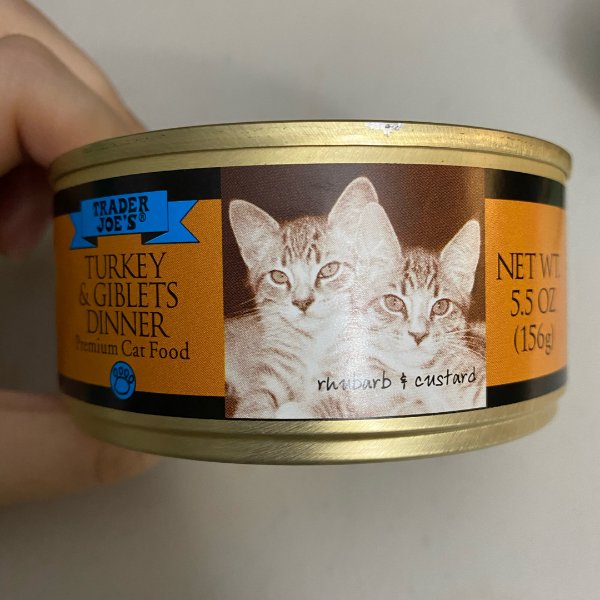 TRADER
JOE'S®
TURKEY
& GIBLETS
DINNER
Premium Cat Food
rhubarb & custard
NET WT.
5.5 OZ.
(156g)